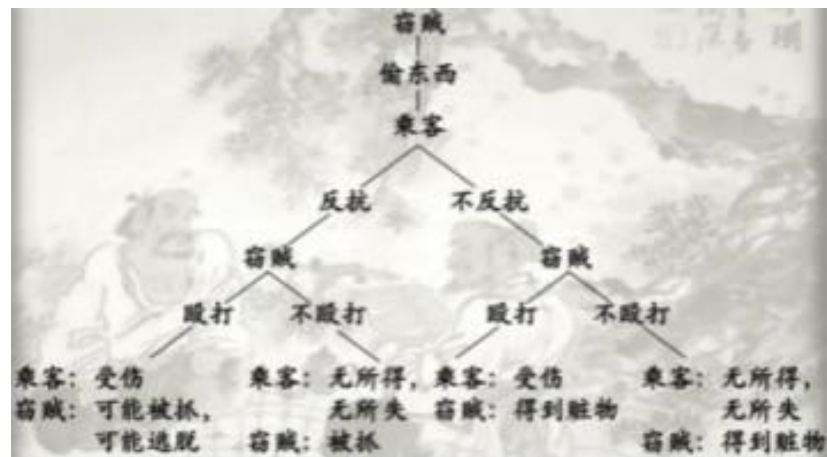 窃贼
偷东西
乘客
反抗 不反抗
窃贼 窃贼
殴打 不殴打 殴打 不殴打
乘客：受伤
窃贼：可能被抓，
可能逃脱
乘客：无所得，
无所失
窃贼：被抓
乘客：受伤
窃贼：得到赃物
乘客：无所得，
无所失
窃贼：得到赃物